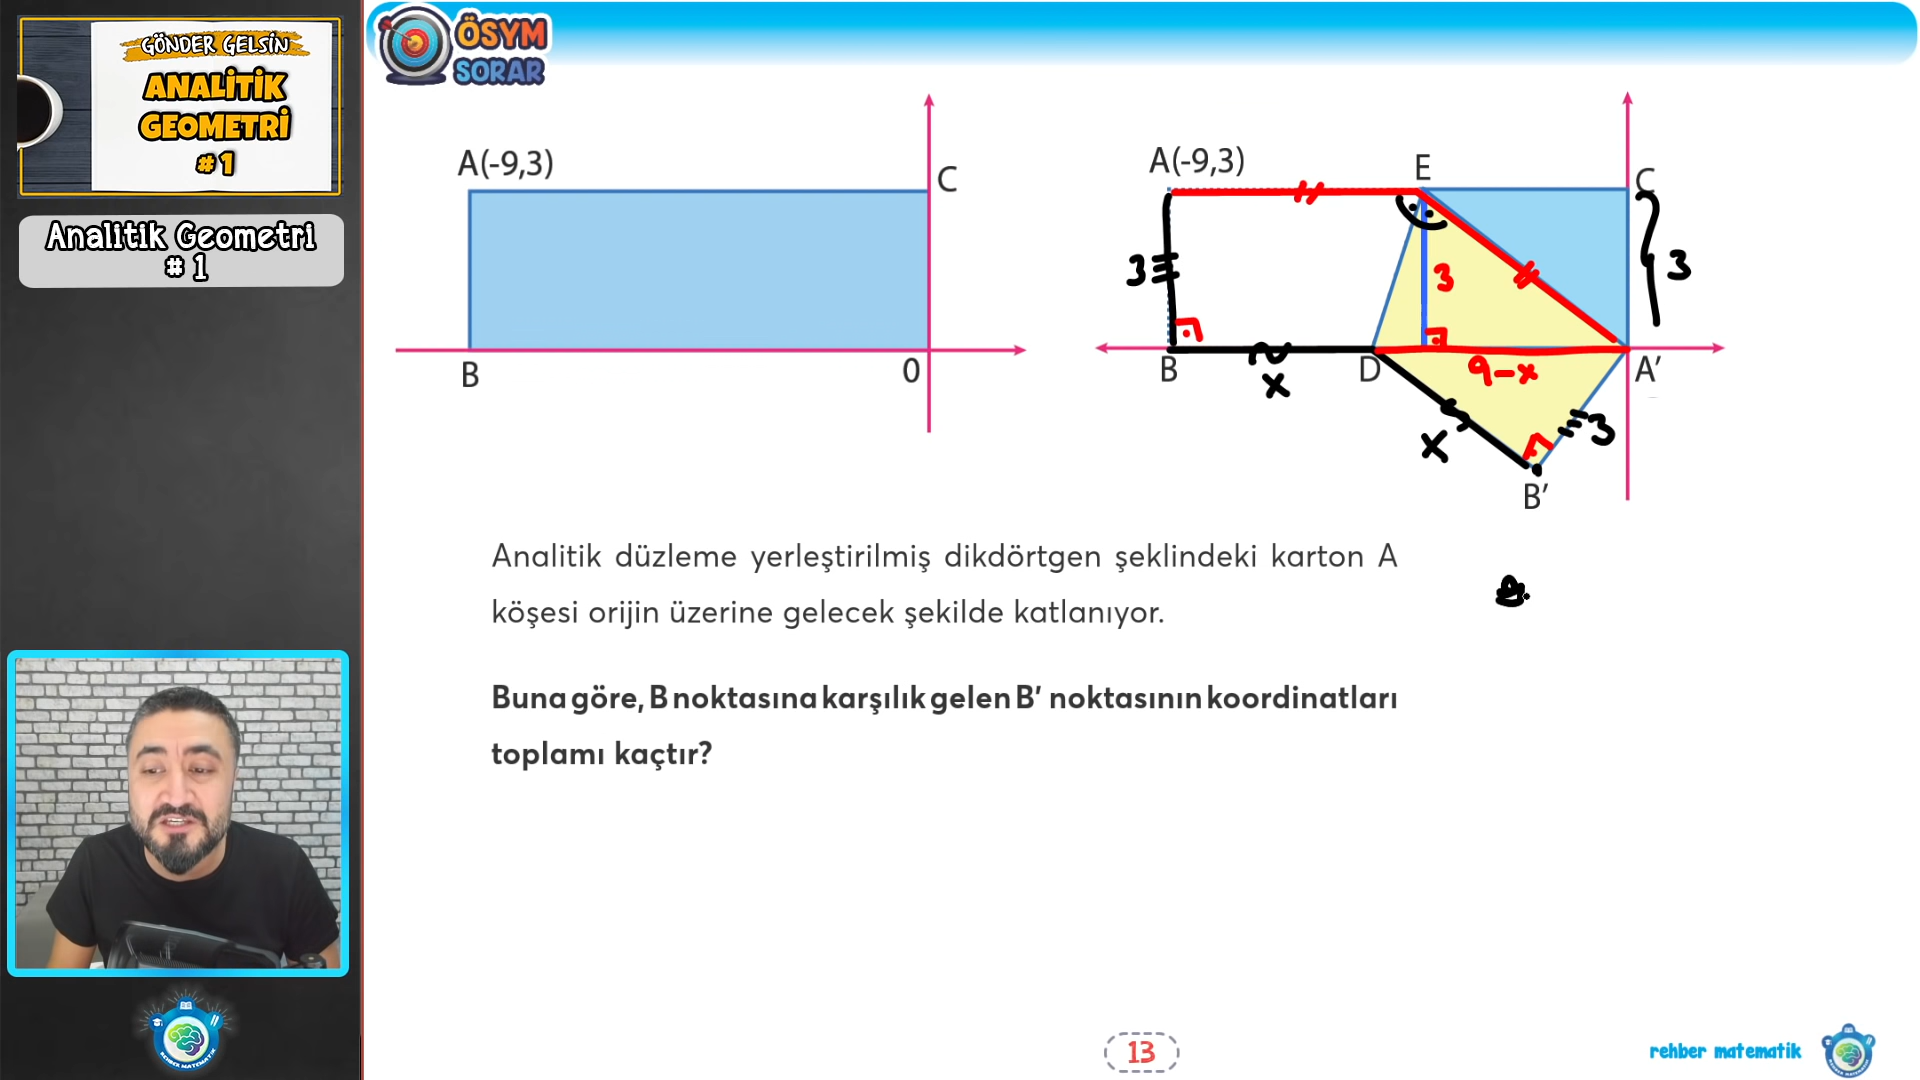 GÖNDER GELSİN
ANALİTİK
GEOMETRİ
#1
Analitik Geometri
#1
ÖSYM
SORAR
A(-9,3)
C
B
0
A(-9,3)
E
C
3
3
3
B
D
A'
x
9-x
x
3
B'
Analitik düzleme yerleştirilmiş dikdörtgen şeklindeki karton A
köşesi orijin üzerine gelecek şekilde katlanıyor.
Buna göre, B noktasına karşılık gelen B' noktasının koordinatları
toplamı kaçtır?
13
rehber matematik
REHBER MATEMATİK